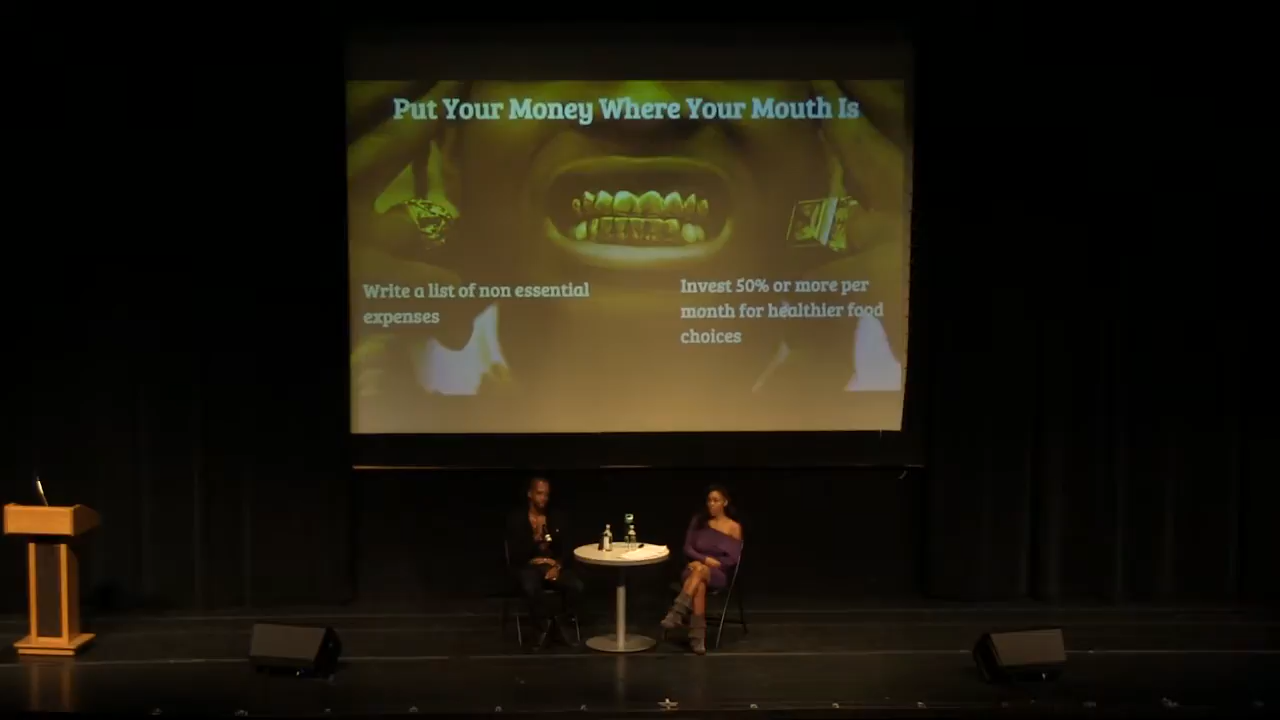 Put Your Money Where Your Mouth Is
Write a list of non essential
expenses
Invest 50% or more per
month for healthier food
choices